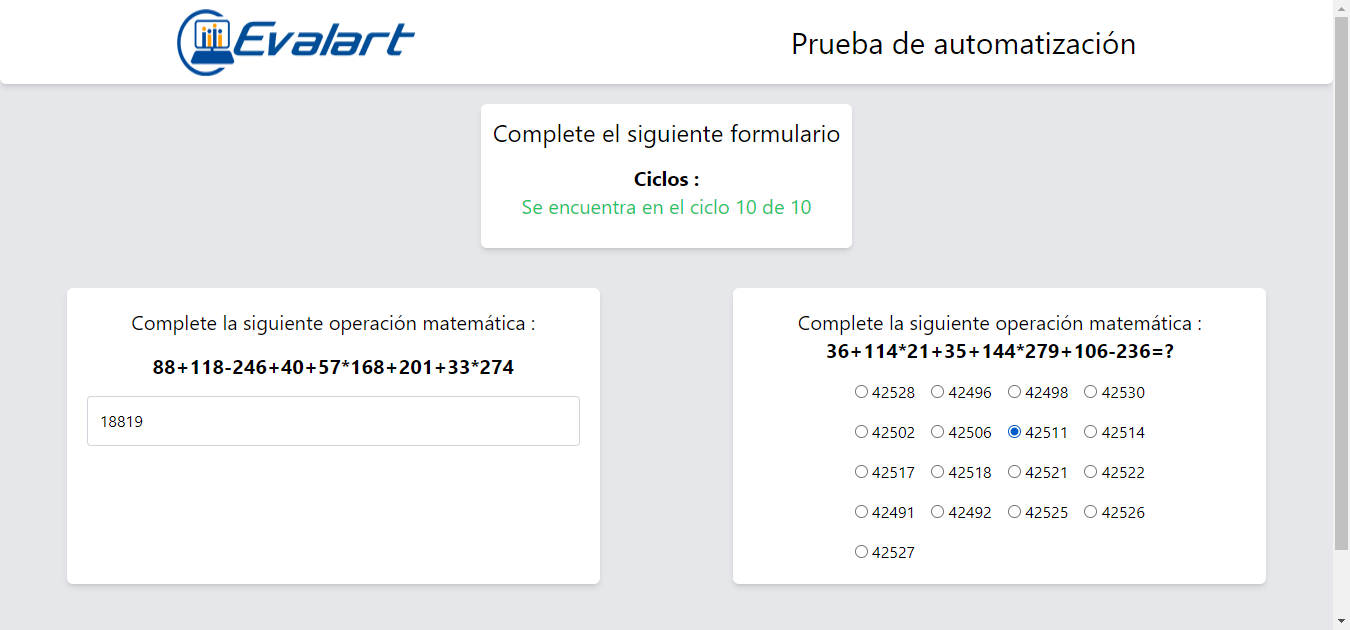 Evalart
Prueba de automatización
Complete el siguiente formulario
Ciclos :
Se encuentra en el ciclo 10 de 10
Complete la siguiente operación matemática :
88+118-246+40+57*168+201+33*274
18819
Complete la siguiente operación matemática :
36+114*21+35+144*279+106-236=?
42528 42496 42498 42530
42502 42506 42511 42514
42517 42518 42521 42522
42491 42492 42525 42526
42527